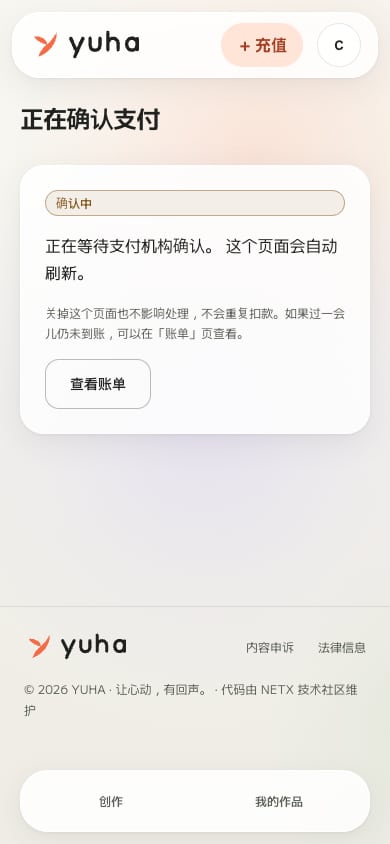 yuha
+ 充值
C
正在确认支付
确认中
正在等待支付机构确认。 这个页面会自动
刷新。
关掉这个页面也不影响处理，不会重复扣款。如果过一会
儿仍未到账，可以在「账单」页查看。
查看账单
yuha
内容申诉
法律信息
© 2026 YUHA · 让心动，有回声。 · 代码由 NETX 技术社区维
护
创作
我的作品